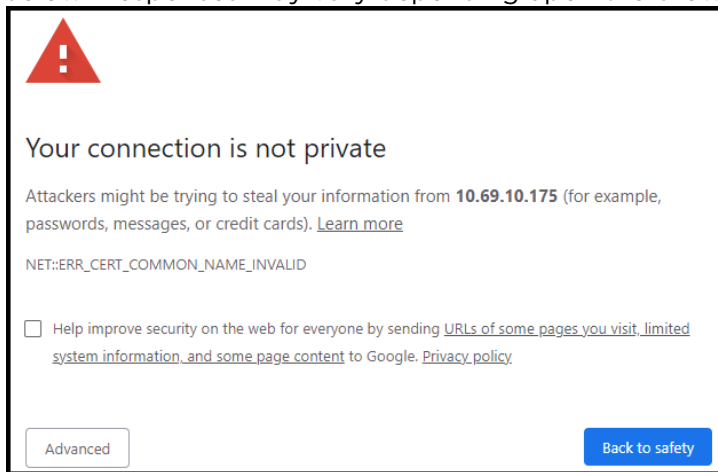 Your connection is not private
Attackers might be trying to steal your information from 10.69.10.175 (for example,
passwords, messages, or credit cards). Learn more
NET::ERR_CERT_COMMON_NAME_INVALID
Help improve security on the web for everyone by sending URLs of some pages you visit, limited
system information, and some page content to Google. Privacy policy
Advanced
Back to safety